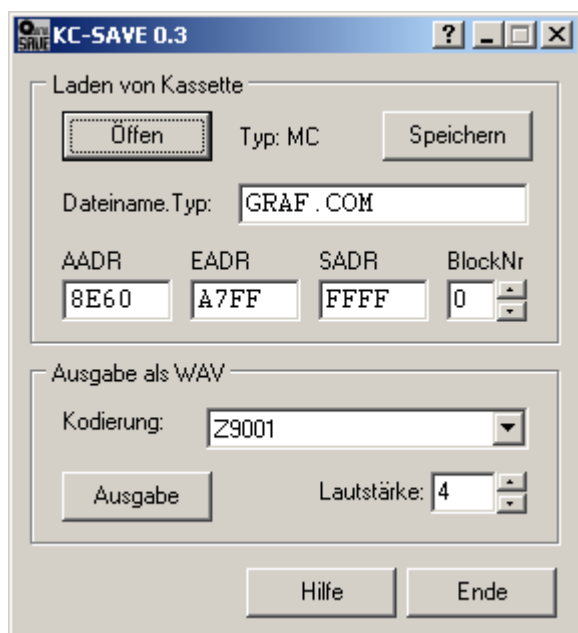 KC-SAVE 0.3
Laden von Kassette
Öffen Typ: MC Speichern
Dateiname.Typ: GRAF.COM
AADR EADR SADR BlockNr
8E60 A7FF FFFF 0
Ausgabe als WAV
Kodierung: Z9001
Ausgabe Lautstärke: 4
Hilfe Ende